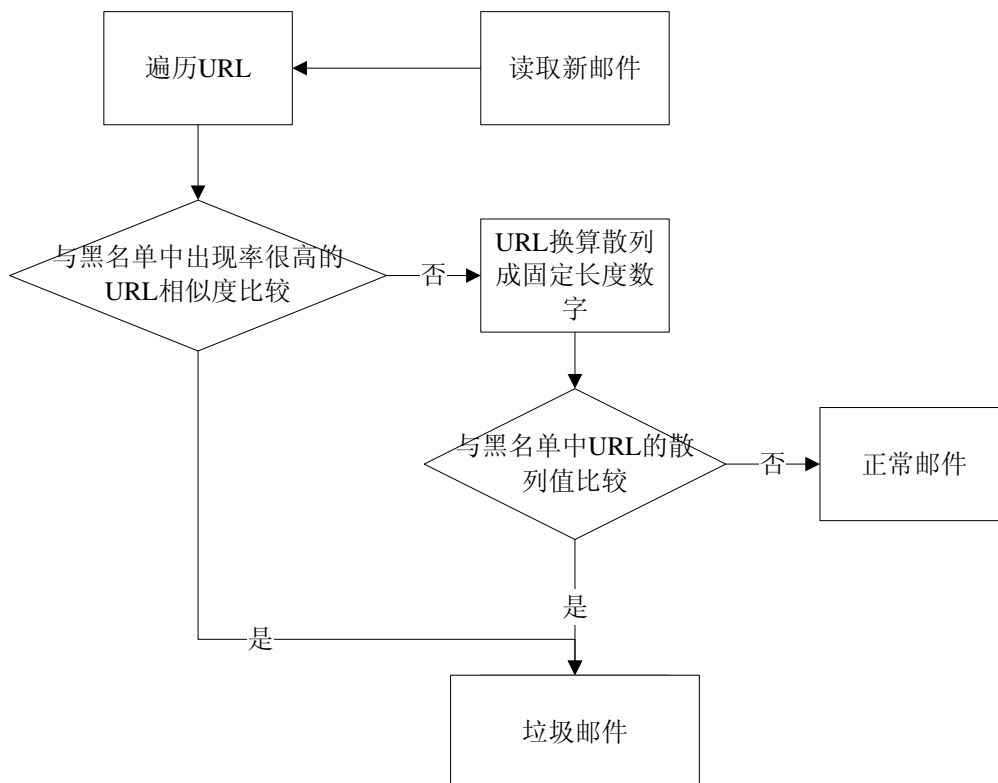 遍历URL
读取新邮件
与黑名单中出现率很高的
URL相似度比较
否
URL换算散列
成固定长度数
字
与黑名单中URL的散
列值比较
否
正常邮件
是
是
垃圾邮件